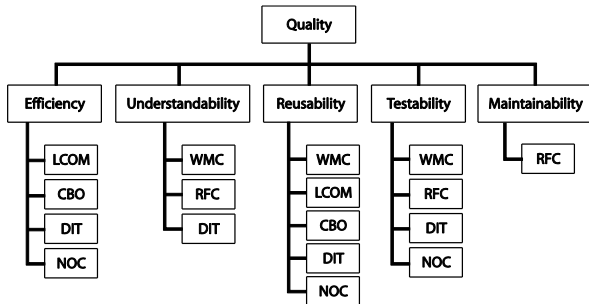 Quality
Efficiency
Understandability
Reusability
Testability
Maintainability
LCOM
CBO
DIT
NOC
WMC
RFC
DIT
WMC
LCOM
CBO
DIT
NOC
WMC
RFC
DIT
NOC
RFC